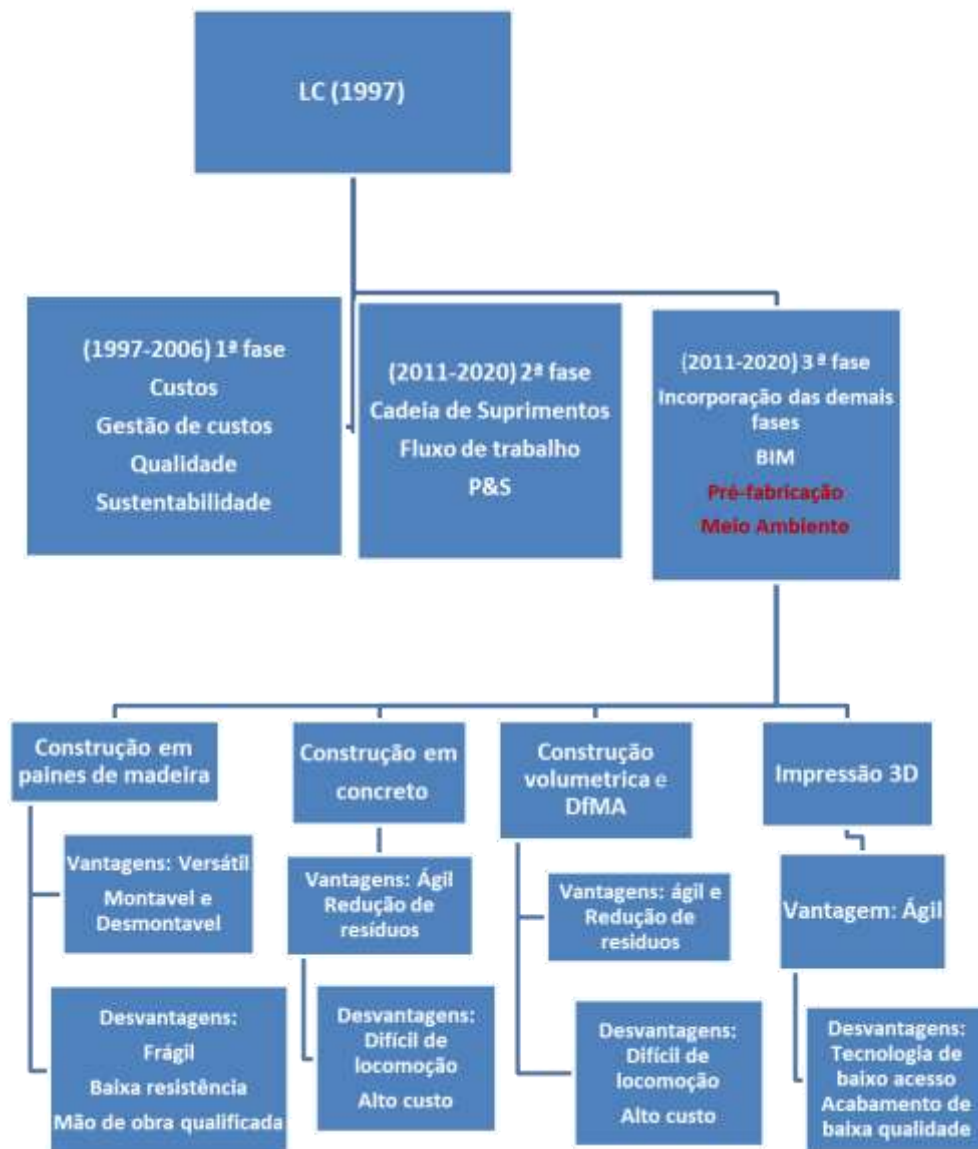 LC (1997)
(1997-2006) 1ª fase
Custos
Gestão de custos
Qualidade
Sustentabilidade
(2011-2020) 2ª fase
Cadeia de Suprimentos
Fluxo de trabalho
P&S
(2011-2020) 3 ª fase
Incorporação das demais
fases
BIM
Pré-fabricação
Meio Ambiente
Construção em
paines de madeira
Vantagens: Versátil
Montavel e
Desmontavel
Desvantagens:
Frágil
Baixa resistência
Mão de obra qualificada
Construção em
concreto
Vantagens: Ágil
Redução de
resíduos
Desvantagens:
Difícil de
locomoção
Alto custo
Construção
volumetrica e
DfMA
Vantagens: ágil e
Redução de
residuos
Desvantagens:
Difícil de
locomoção
Alto custo
Impressão 3D
Vantagem: Ágil
Desvantagens:
Tecnologia de
baixo acesso
Acabamento de
baixa qualidade